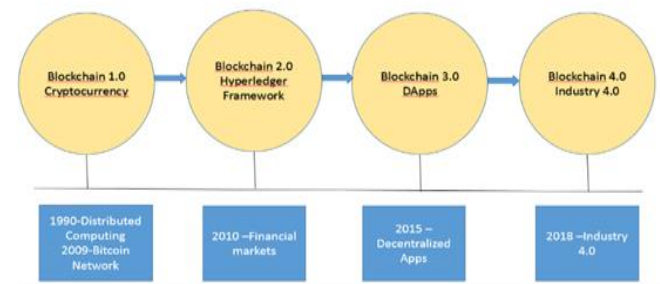 Blockchain 1.0
Cryptocurrency
Blockchain 2.0
Hyperledger
Framework
Blockchain 3.0
DApps
Blockchain 4.0
Industry 4.0
1990-Distributed
Computing
2009-Bitcoin
Network
2010 –Financial
markets
2015 –
Decentralized
Apps
2018 –Industry
4.0